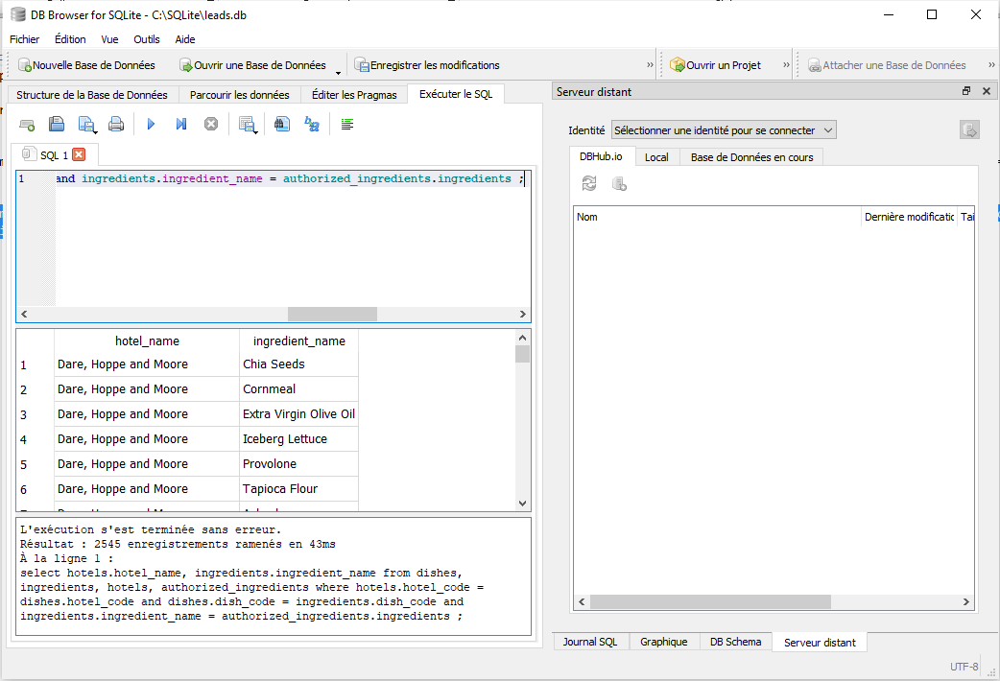 DB Browser for SQLite - C:\SQLite\leads.db
Fichier Édition Vue Outils Aide
Nouvelle Base de Données Ouvrir une Base de Données Enregistrer les modifications » Ouvrir un Projet » Attacher une Base de Données »
Structure de la Base de Données Parcourir les données Éditer les Pragmas Exécuter le SQL
SQL 1
1 and ingredients.ingredient_name = authorized_ingredients.ingredients ;
hotel_name ingredient_name
1 Dare, Hoppe and Moore Chia Seeds
2 Dare, Hoppe and Moore Cornmeal
3 Dare, Hoppe and Moore Extra Virgin Olive Oil
4 Dare, Hoppe and Moore Iceberg Lettuce
5 Dare, Hoppe and Moore Provolone
6 Dare, Hoppe and Moore Tapioca Flour
L'exécution s'est terminée sans erreur.
Résultat : 2545 enregistrements ramenés en 43ms
À la ligne 1 :
select hotels.hotel_name, ingredients.ingredient_name from dishes,
ingredients, hotels, authorized_ingredients where hotels.hotel_code =
dishes.hotel_code and dishes.dish_code = ingredients.dish_code and
ingredients.ingredient_name = authorized_ingredients.ingredients ;
Serveur distant
Identité Sélectionner une identité pour se connecter
DBHub.io Local Base de Données en cours
Nom Dernière modificatic Tai
Journal SQL Graphique DB Schema Serveur distant
UTF-8